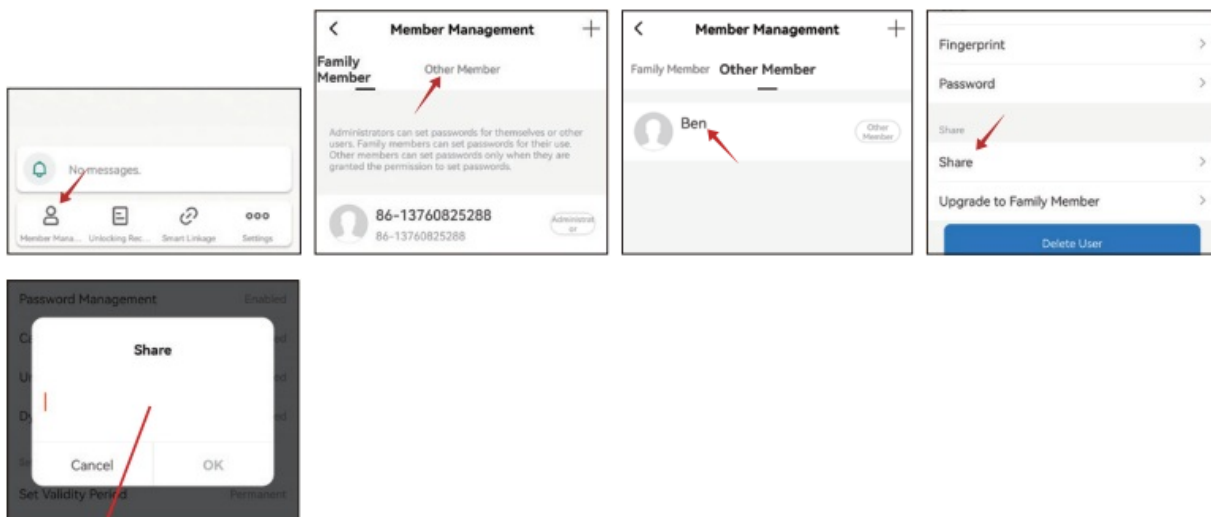 No messages.
Member Mana...
Unlocking Rec...
Smart Linkage
Settings
Member Management
Family
Member
Other Member
Administrators can set passwords for themselves or other
users. Family members can set passwords for their use.
Other members can set passwords only when they are
granted the permission to set passwords.
86-13760825288
86-13760825288
Administrat
or
Member Management
Family Member
Other Member
Ben
Other
Member
Fingerprint
Password
Share
Share
Upgrade to Family Member
Delete User
Password Management
Enabled
Share
Cancel
OK
Set Validity Period
Permanent